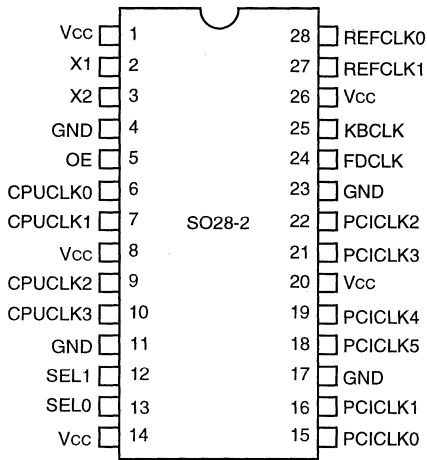 Vcc 1 28 REFCLK0
X1 2 27 REFCLK1
X2 3 26 Vcc
GND 4 25 KBCLK
OE 5 24 FDCLK
CPUCLK0 6 23 GND
CPUCLK1 7 SO28-2 22 PCICLK2
Vcc 8 21 PCICLK3
CPUCLK2 9 20 Vcc
CPUCLK3 10 19 PCICLK4
GND 11 18 PCICLK5
SEL1 12 17 GND
SEL0 13 16 PCICLK1
Vcc 14 15 PCICLK0